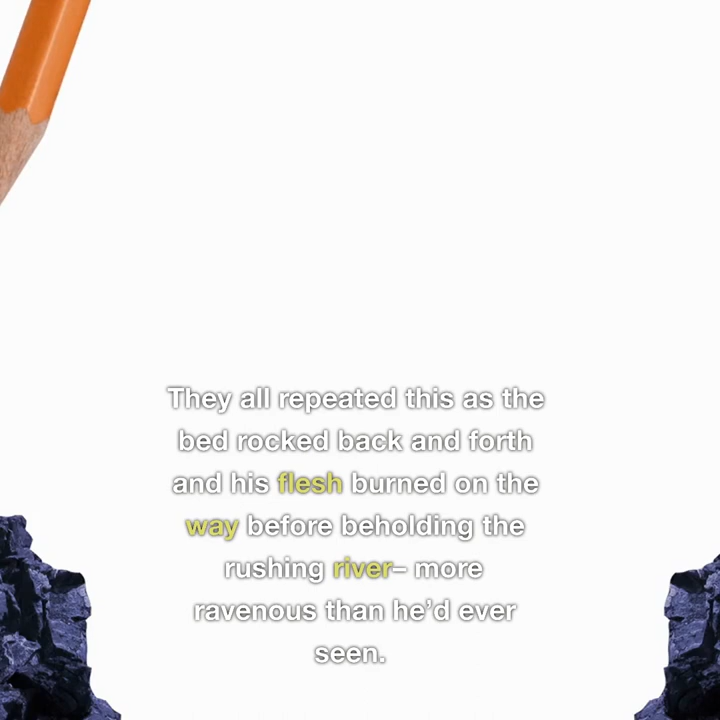 They all repeated this as the
bed rocked back and forth
and his flesh burned on the
way before beholding the
rushing river– more
ravenous than he’d ever
seen.